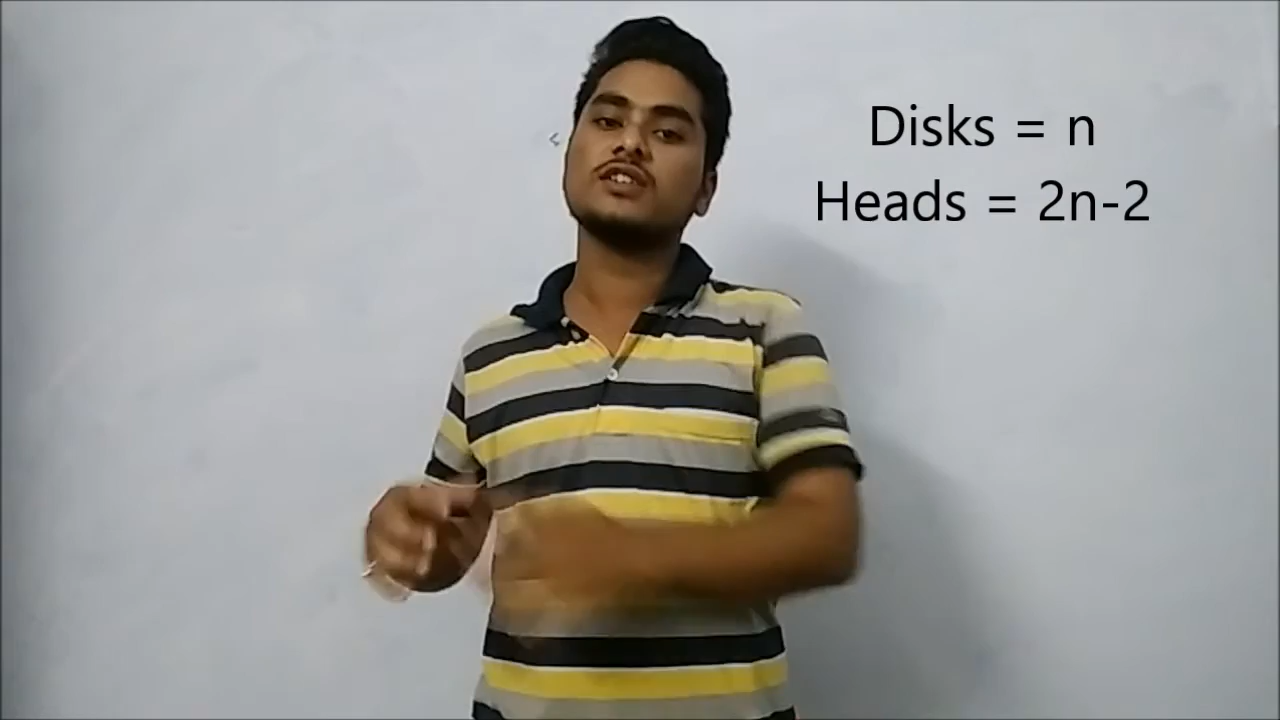 Disks = n
Heads = 2n-2